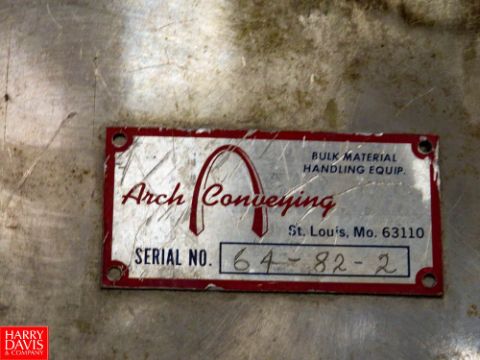 BULK MATERIAL
HANDLING EQUIP.
Arch Conveying
St. Louis, Mo. 63110
SERIAL NO. 64-82-2
HARRY
DAVIS
& COMPANY